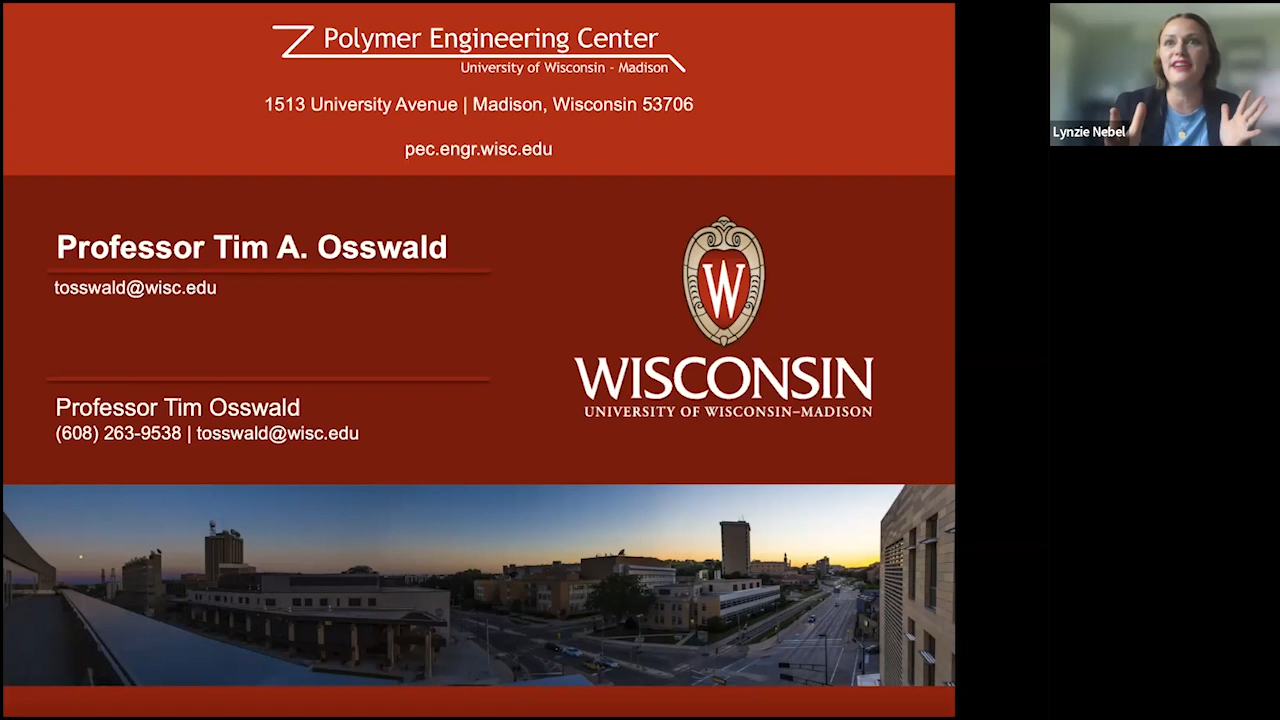 Polymer Engineering Center
University of Wisconsin - Madison
1513 University Avenue | Madison, Wisconsin 53706
pec.engr.wisc.edu
Professor Tim A. Osswald
tosswald@wisc.edu
Professor Tim Osswald
(608) 263-9538 | tosswald@wisc.edu
W
WISCONSIN
UNIVERSITY OF WISCONSIN–MADISON
Lynzie Nebel